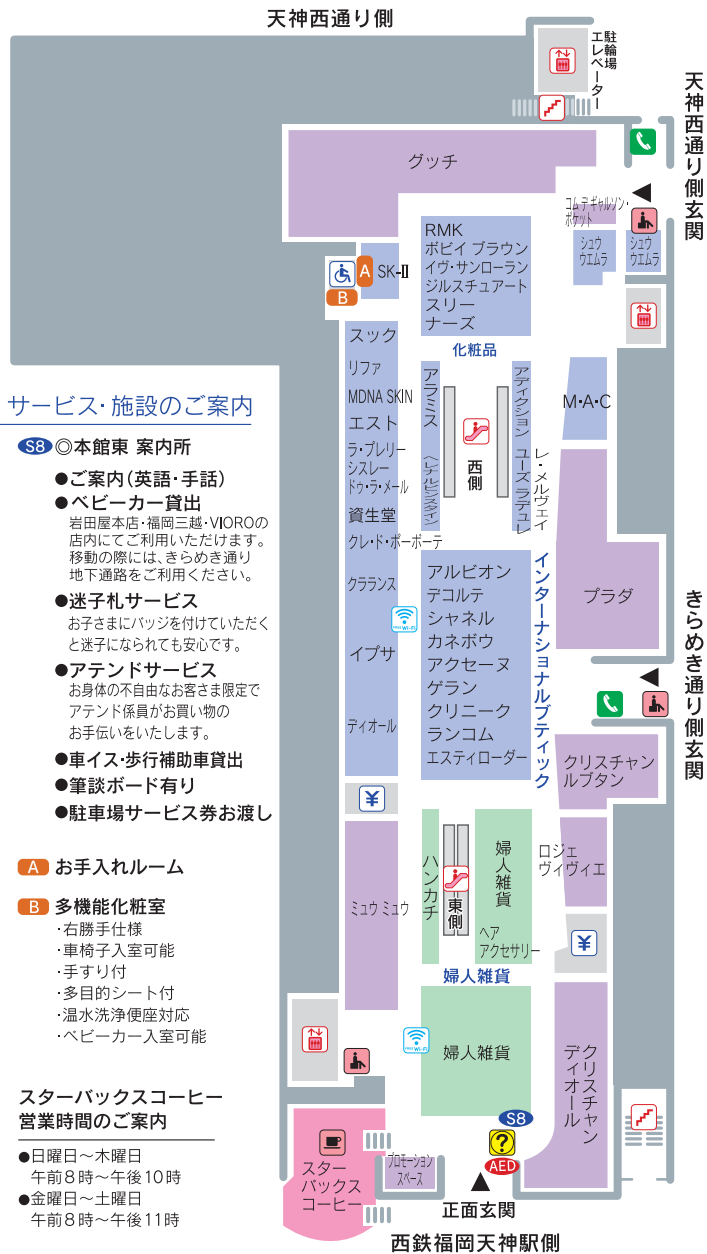 天神西通り側
駐輪場
エレベーター
天神西通り側玄関
グッチ
コム デ ギャルソン・
ポケット
シュウ
ウエムラ
シュウ
ウエムラ
A
SK-Ⅱ
B
RMK
ボビイ ブラウン
イヴ・サンローラン
ジルスチュアート
スリー
ナーズ
化粧品
スック
リファ
MDNA SKIN
エスト
ラ・プレリー
シスレー
ドゥ・ラ・メール
資生堂
クレ・ド・ポーボーテ
クラランス
イプサ
ディオール
アラミス
ヘレナ ルビンスタイン
西側
アディクション
ユーズ
ラデュレ
レ・メルヴェイ
M・A・C
プラダ
インターナショナルブティック
アルビオン
デコルテ
シャネル
カネボウ
アクセーヌ
ゲラン
クリニーク
ランコム
エスティローダー
FREE Wi-Fi
きらめき通り側玄関
クリスチャン
ルブタン
¥
ミュウ ミュウ
ハンカチ
東側
婦人雑貨
ヘア
アクセサリー
ロジェ
ヴィヴィエ
¥
婦人雑貨
FREE Wi-Fi
婦人雑貨
クリスチャン
ディオール
S8
?
AED
スター
バックス
コーヒー
プロモーション
スペース
正面玄関
西鉄福岡天神駅側
サービス・施設のご案内
S8 ◎本館東 案内所
●ご案内(英語・手話)
●ベビーカー貸出
岩田屋本店・福岡三越・VIOROの
店内にてご利用いただけます。
移動の際には、きらめき通り
地下通路をご利用ください。
●迷子札サービス
お子さまにバッジを付けていただく
と迷子になられても安心です。
●アテンドサービス
お身体の不自由なお客さま限定で
アテンド係員がお買い物の
お手伝いをいたします。
●車イス・歩行補助車貸出
●筆談ボード有り
●駐車場サービス券お渡し
A お手入れルーム
B 多機能化粧室
・右勝手仕様
・車椅子入室可能
・手すり付
・多目的シート付
・温水洗浄便座対応
・ベビーカー入室可能
スターバックスコーヒー
営業時間のご案内
●日曜日〜木曜日
午前8時〜午後10時
●金曜日〜土曜日
午前8時〜午後11時